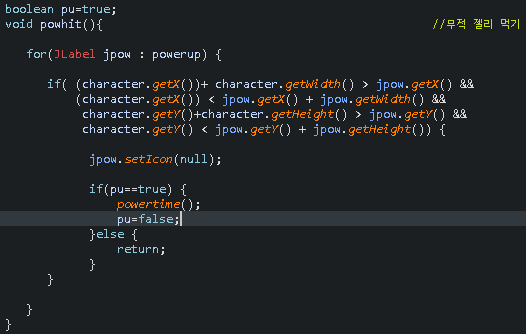 boolean pu=true;
void powhit(){ //무적 젤리 먹기
for(JLabel jpow : powerup) {
if( (character.getX())+ character.getWidth() > jpow.getX() &&
(character.getX()) < jpow.getX() + jpow.getWidth() &&
character.getY()+character.getHeight() > jpow.getY() &&
character.getY() < jpow.getY() + jpow.getHeight()) {
jpow.setIcon(null);
if(pu==true) {
powertime();
pu=false;
}else {
return;
}
}
}
}